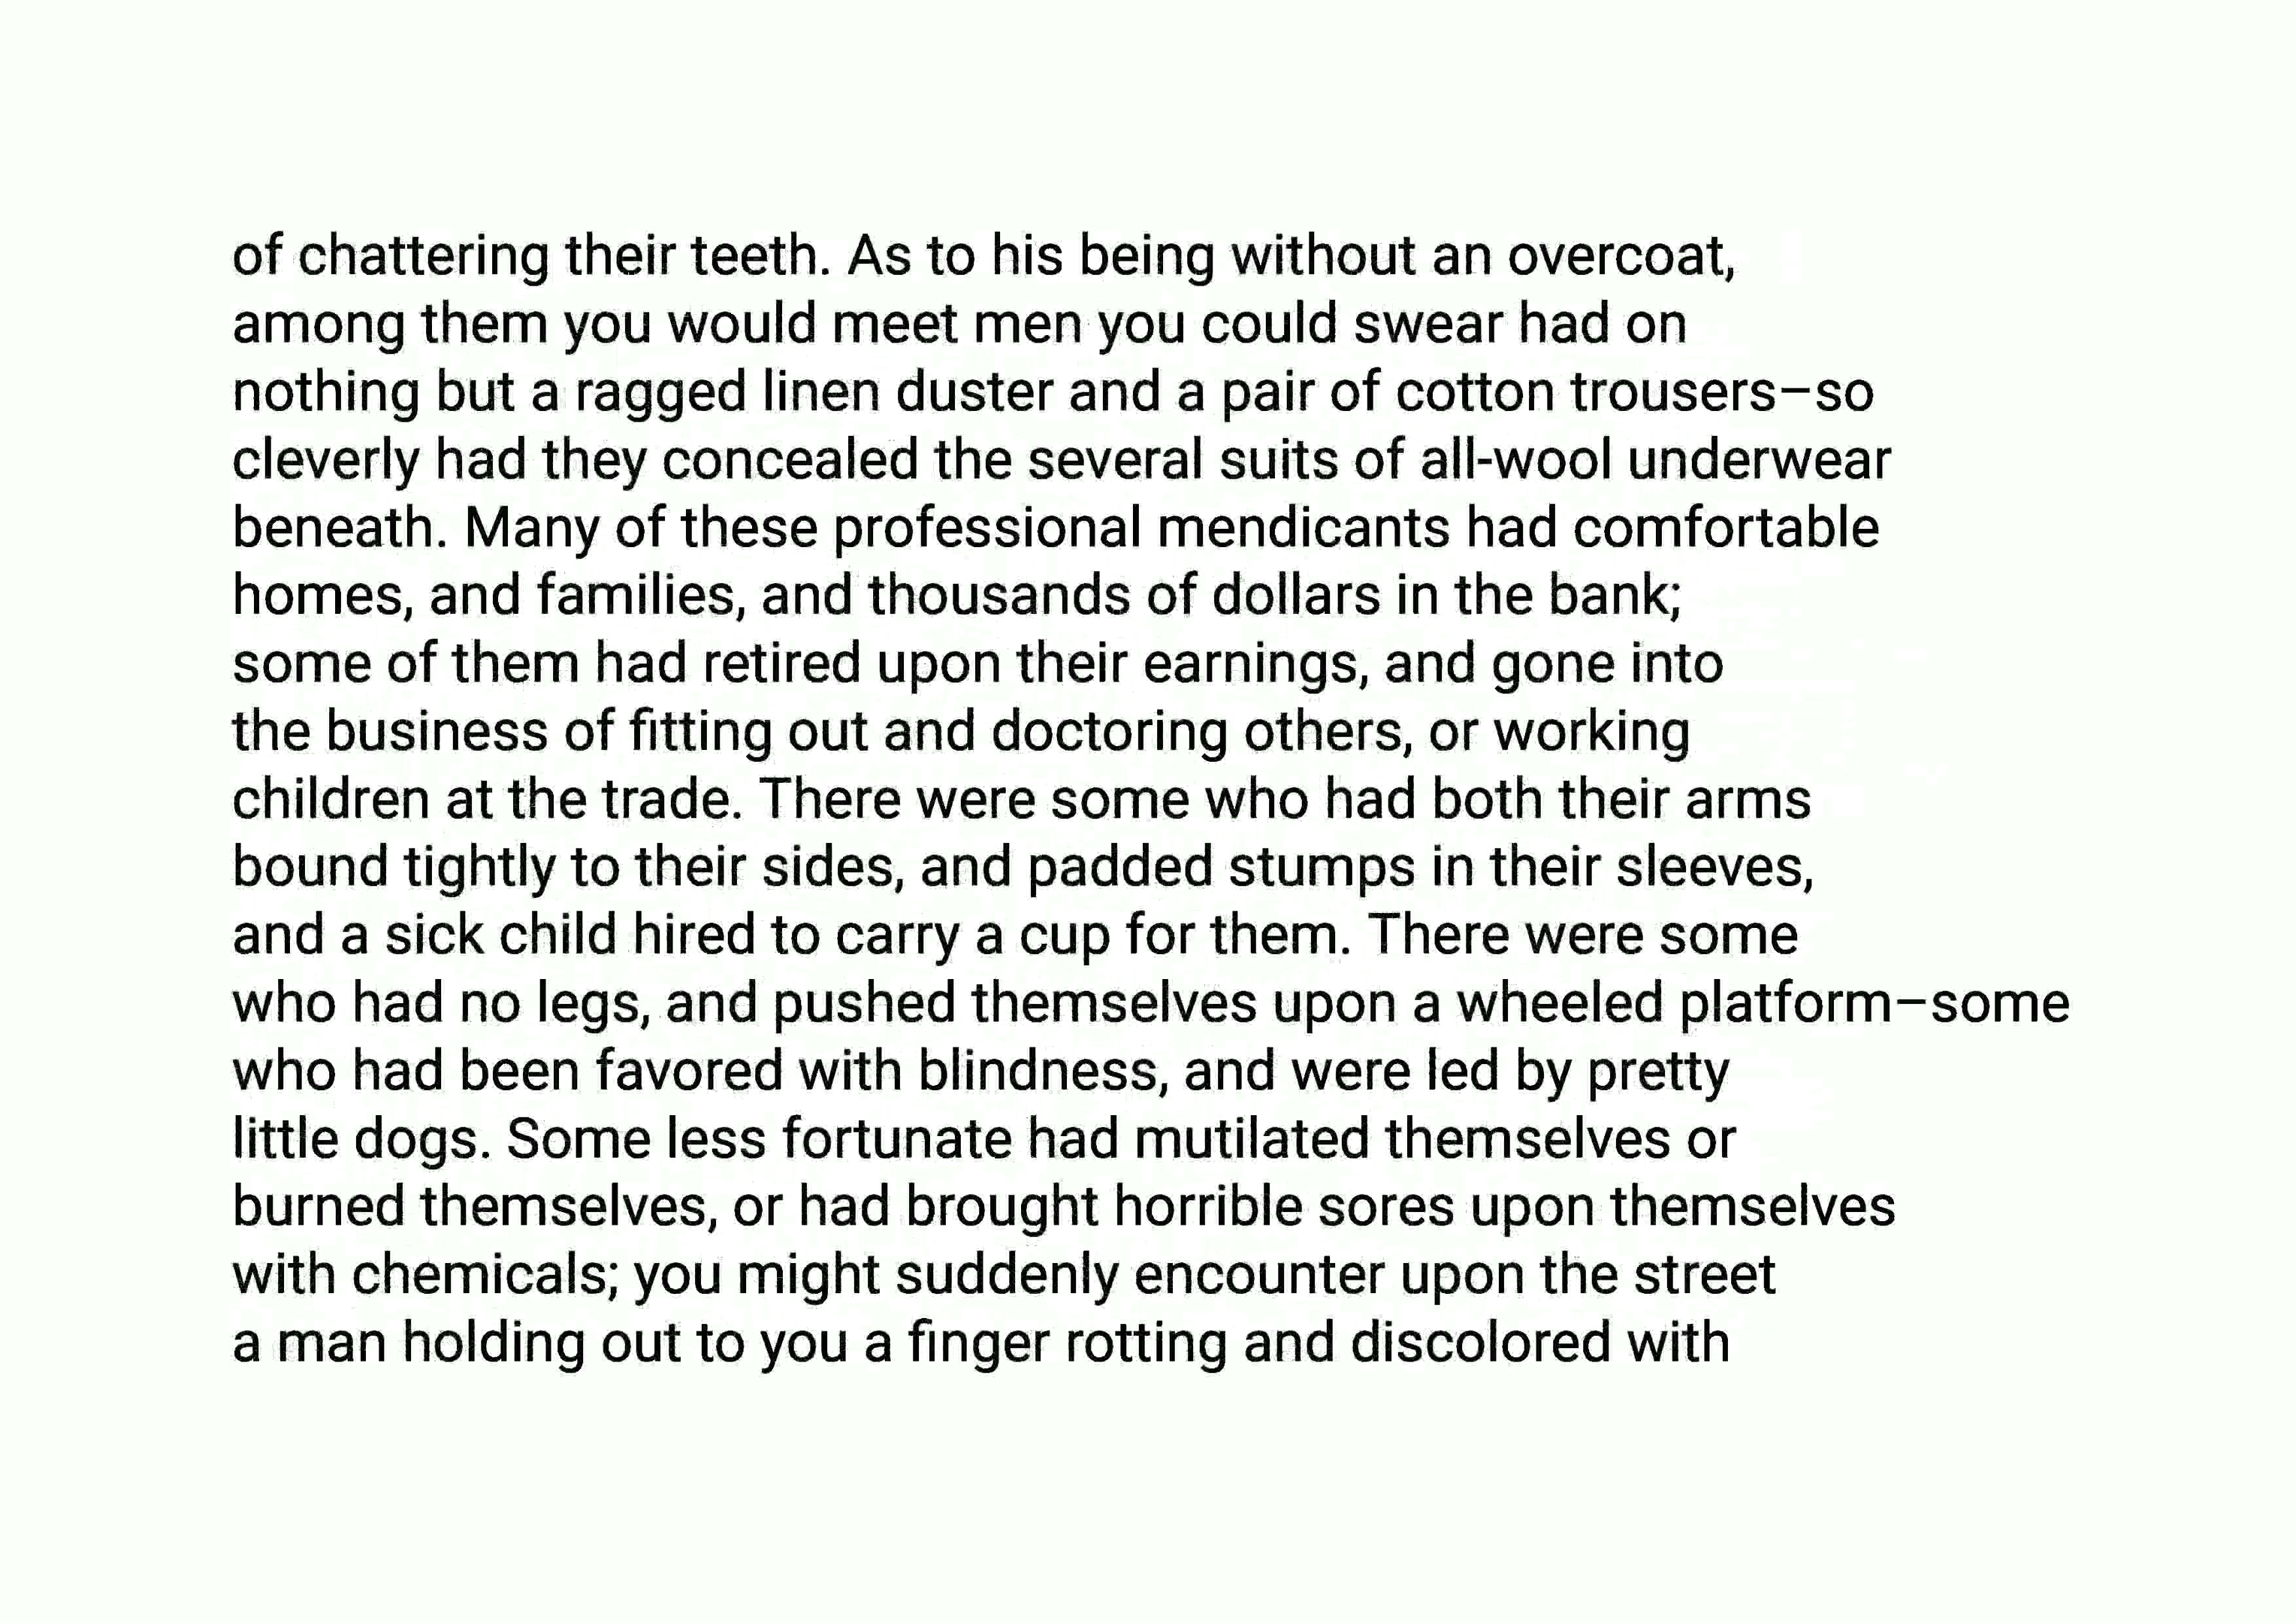 of chattering their teeth. As to his being without an overcoat,
among them you would meet men you could swear had on
nothing but a ragged linen duster and a pair of cotton trousers–so
cleverly had they concealed the several suits of all-wool underwear
beneath. Many of these professional mendicants had comfortable
homes, and families, and thousands of dollars in the bank;
some of them had retired upon their earnings, and gone into
the business of fitting out and doctoring others, or working
children at the trade. There were some who had both their arms
bound tightly to their sides, and padded stumps in their sleeves,
and a sick child hired to carry a cup for them. There were some
who had no legs, and pushed themselves upon a wheeled platform–some
who had been favored with blindness, and were led by pretty
little dogs. Some less fortunate had mutilated themselves or
burned themselves, or had brought horrible sores upon themselves
with chemicals; you might suddenly encounter upon the street
a man holding out to you a finger rotting and discolored with